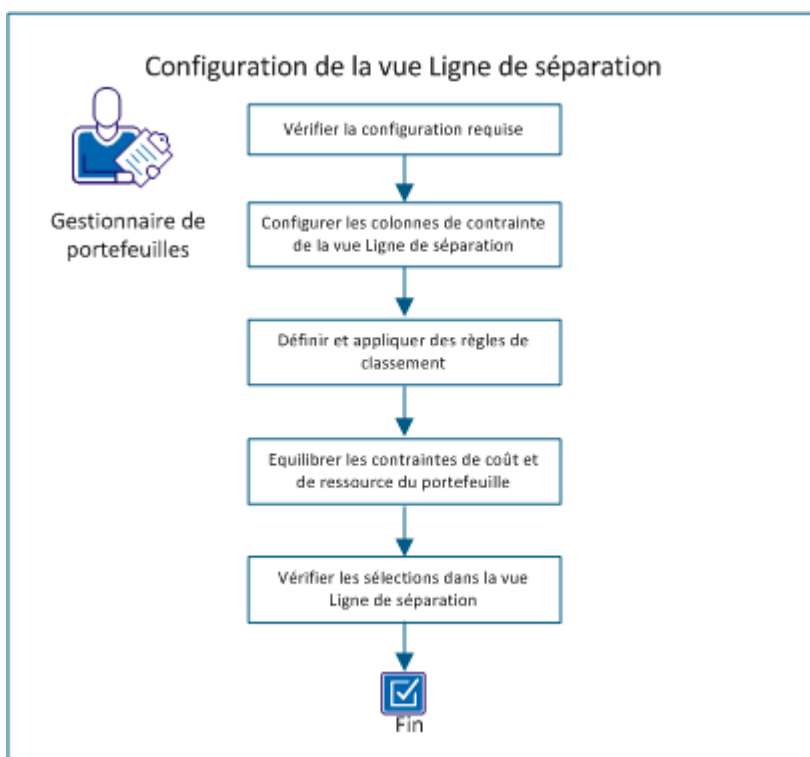 Configuration de la vue Ligne de séparation
Gestionnaire de
portefeuilles
Vérifier la configuration requise
Configurer les colonnes de contrainte
de la vue Ligne de séparation
Définir et appliquer des règles de
classement
Equilibrer les contraintes de coût et
de ressource du portefeuille
Vérifier les sélections dans la vue
Ligne de séparation
Fin